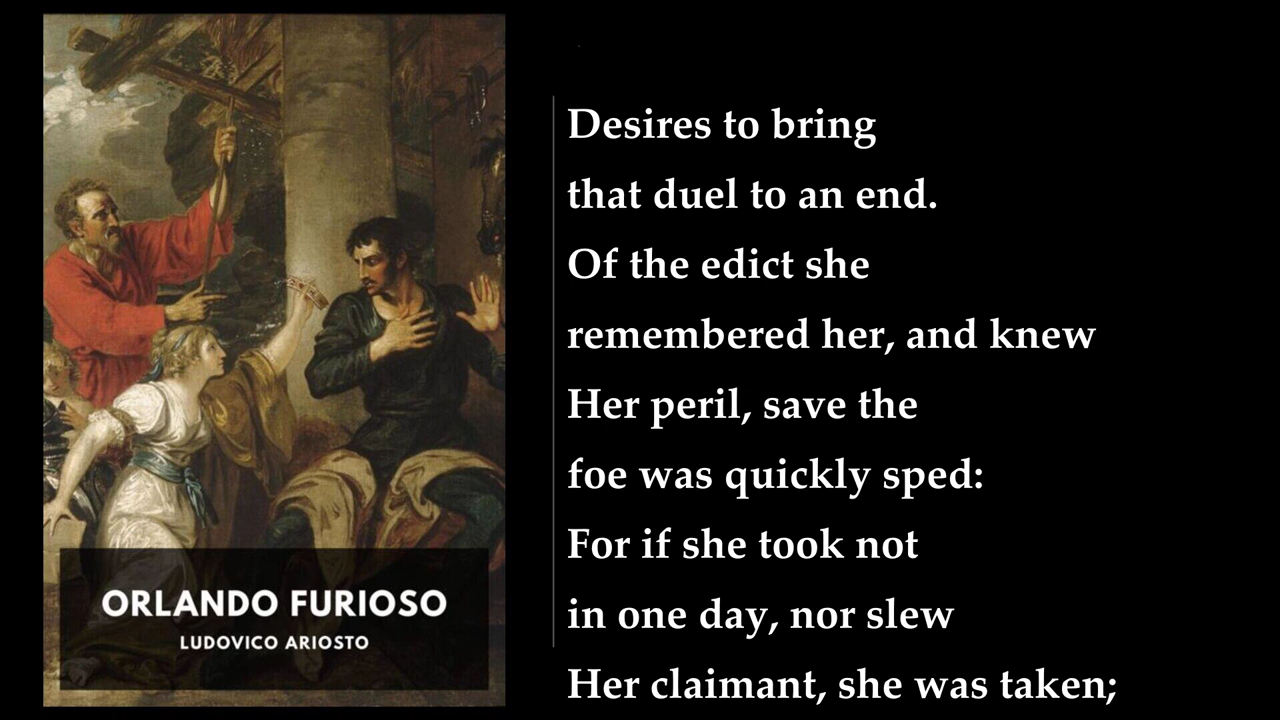 ORLANDO FURIOSO
LUDOVICO ARIOSTO
Desires to bring
that duel to an end.
Of the edict she
remembered her, and knew
Her peril, save the
foe was quickly sped:
For if she took not
in one day, nor slew
Her claimant, she was taken;